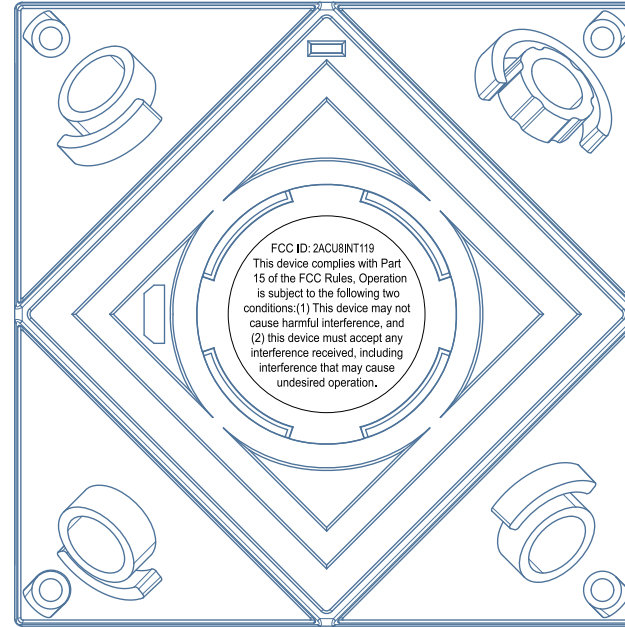 FCC ID: 2ACU8INT119
This device complies with Part
15 of the FCC Rules, Operation
is subject to the following two
conditions:(1) This device may not
cause harmful interference, and
(2) this device must accept any
interference received, including
interference that may cause
undesired operation.